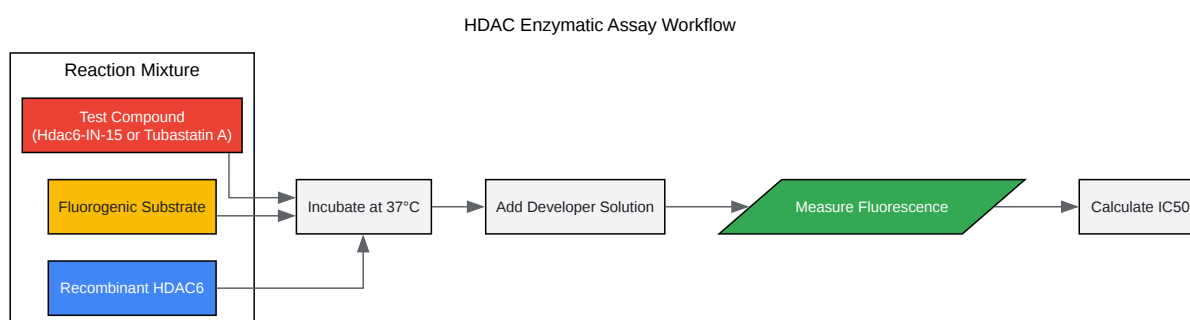 HDAC Enzymatic Assay Workflow
Reaction Mixture
Test Compound
(Hdac6-IN-15 or Tubastatin A)
Fluorogenic Substrate
Recombinant HDAC6
Incubate at 37°C
Add Developer Solution
Measure Fluorescence
Calculate IC50